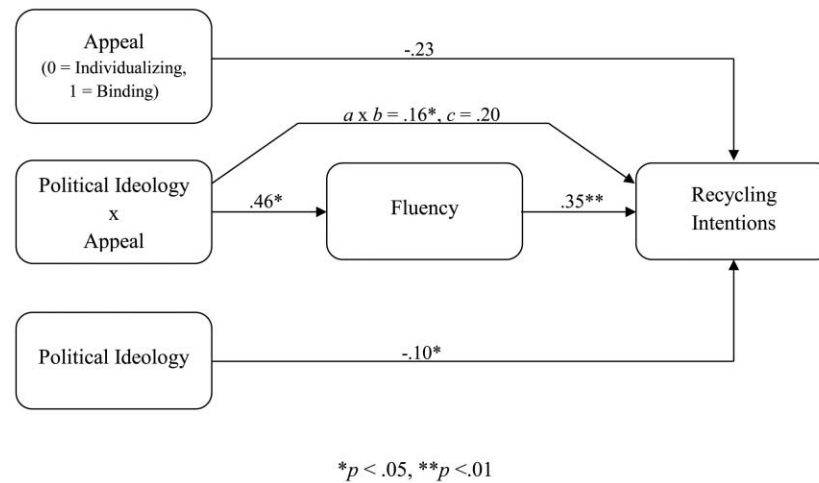 Appeal
(0 = Individualizing,
1 = Binding)
-.23
a x b = .16*, c = .20
Political Ideology
x
Appeal
.46*
Fluency
.35**
Recycling
Intentions
Political Ideology
-.10*
*p < .05, **p <.01